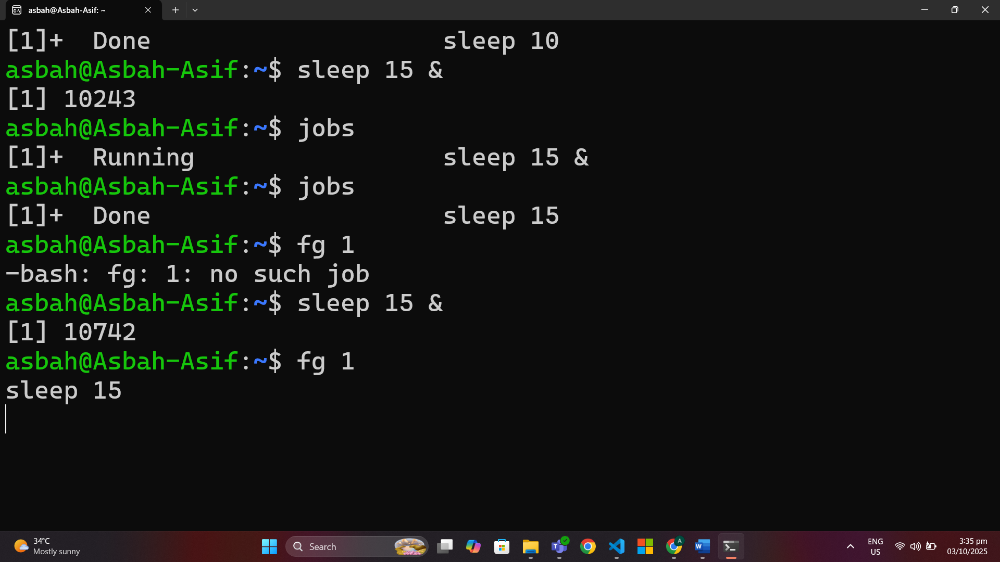 asbah@Asbah-Asif: ~
[1]+  Done                    sleep 10
asbah@Asbah-Asif:~$ sleep 15 &
[1] 10243
asbah@Asbah-Asif:~$ jobs
[1]+  Running                 sleep 15 &
asbah@Asbah-Asif:~$ jobs
[1]+  Done                    sleep 15
asbah@Asbah-Asif:~$ fg 1
-bash: fg: 1: no such job
asbah@Asbah-Asif:~$ sleep 15 &
[1] 10742
asbah@Asbah-Asif:~$ fg 1
sleep 15
34°C
Mostly sunny
Search
ENG
US
3:35 pm
03/10/2025